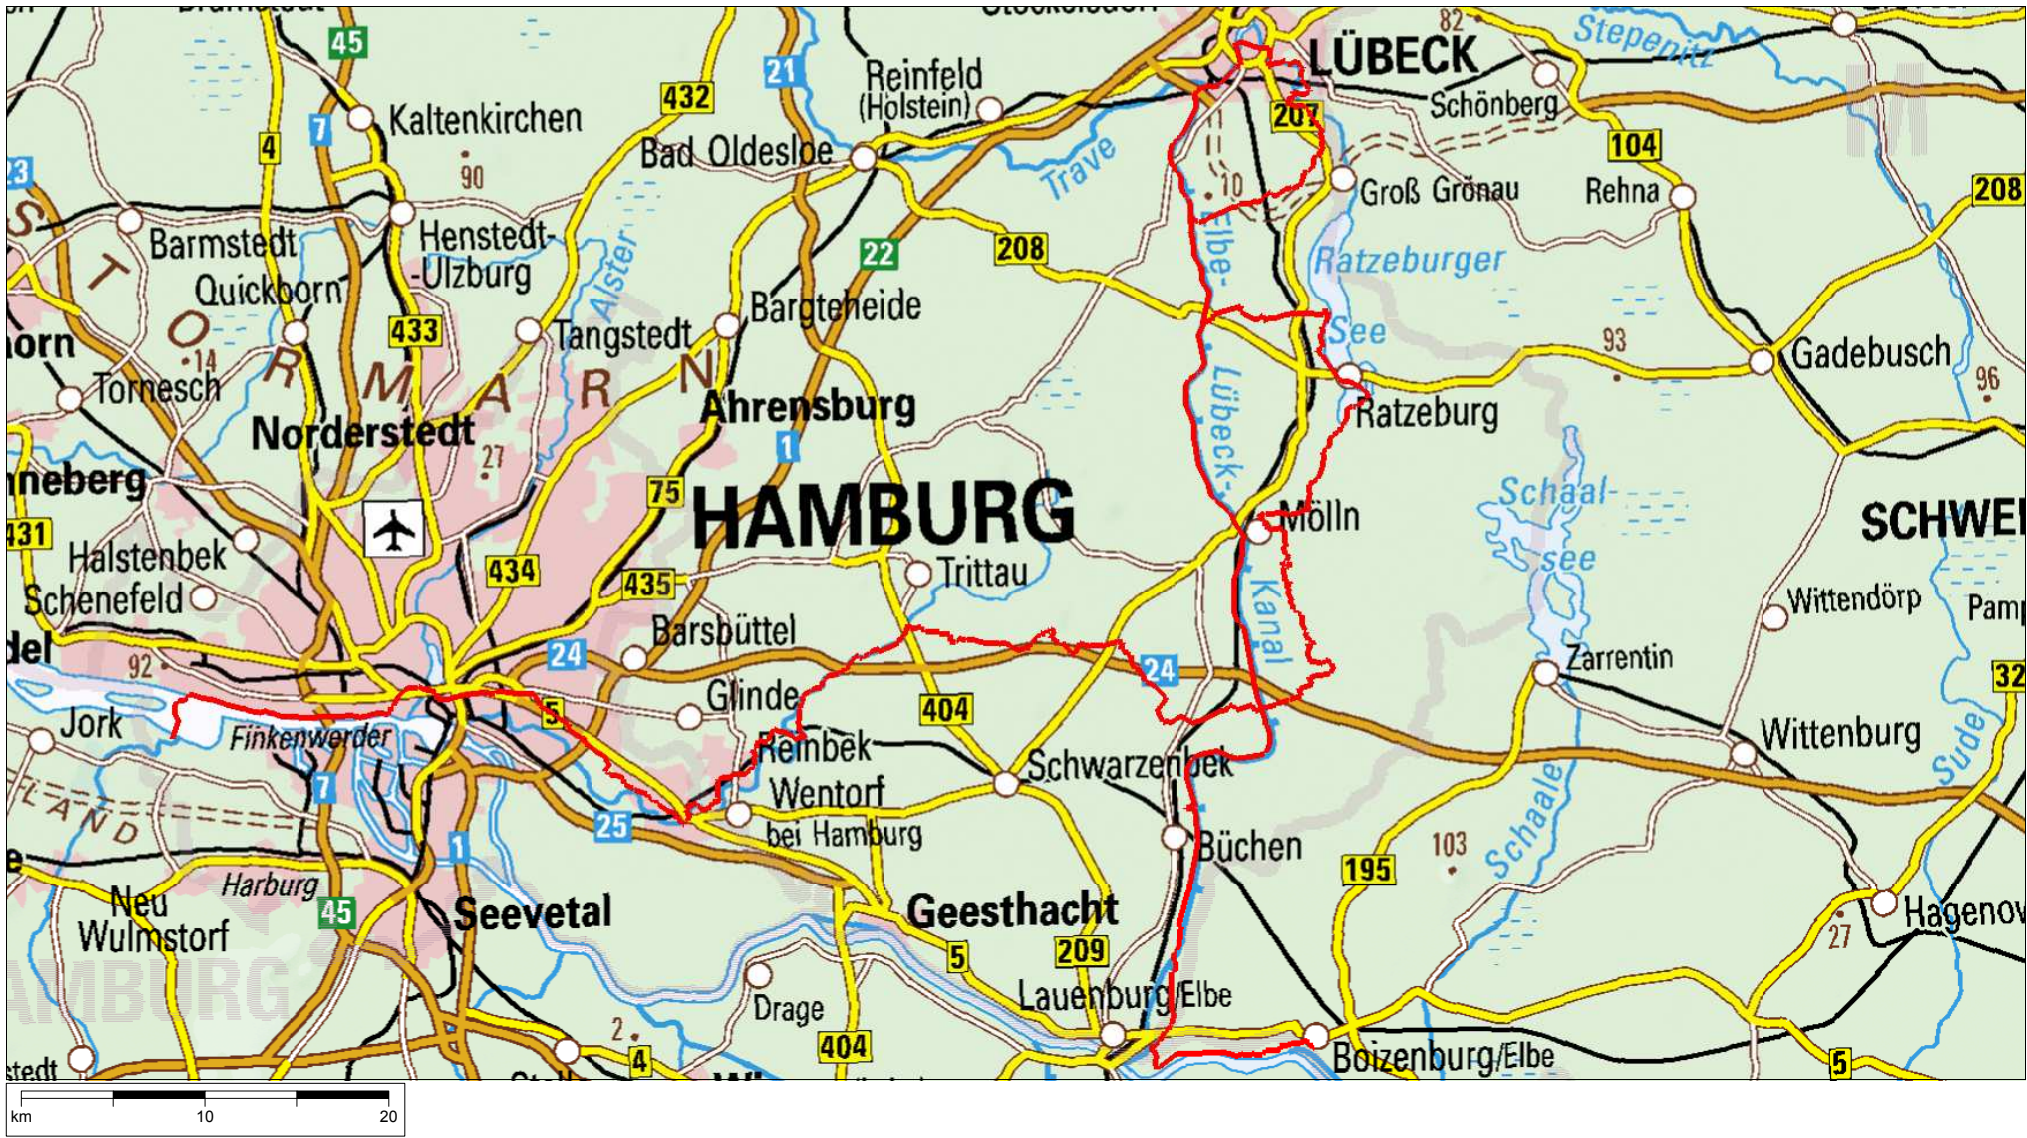 45
21
432
Reinfeld
(Holstein)
LÜBECK
82
Stepenitz
Schönberg
Kaltenkirchen
7
4
90
Bad Oldesloe
Trave
207
104
M
23
S
T
O
R
M
A
R
N
Barmstedt
Henstedt-
-Ulzburg
Quickborn
Alster
22
208
10
Groß Grönau
Rehna
208
Elbe-
Ratzeburger
See
Bargteheide
433
Tangstedt
14
Tornesch
Norderstedt
27
Ahrensburg
1
Lübeck-
93
Gadebusch
96
Ratzeburg
75
HAMBURG
431
Halstenbek
Schenefeld
434
435
Trittau
Mölln
Kanal
Schaal-
see
Wittendörp
Barsbüttel
24
92
Jork
Finkenwerder
5
Glinde
404
24
Zarrentin
32
Reinbek
Schwarzenbek
Wittenburg
Sude
7
LAND
Wentorf
bei Hamburg
25
1
Büchen
195
103
Schaale
Harburg
45
Neu
Wulmstorf
Seevetal
Geesthacht
5
209
27
AMBURG
Drage
Lauenburg/Elbe
2
4
404
Boizenburg/Elbe
5
km
10
20